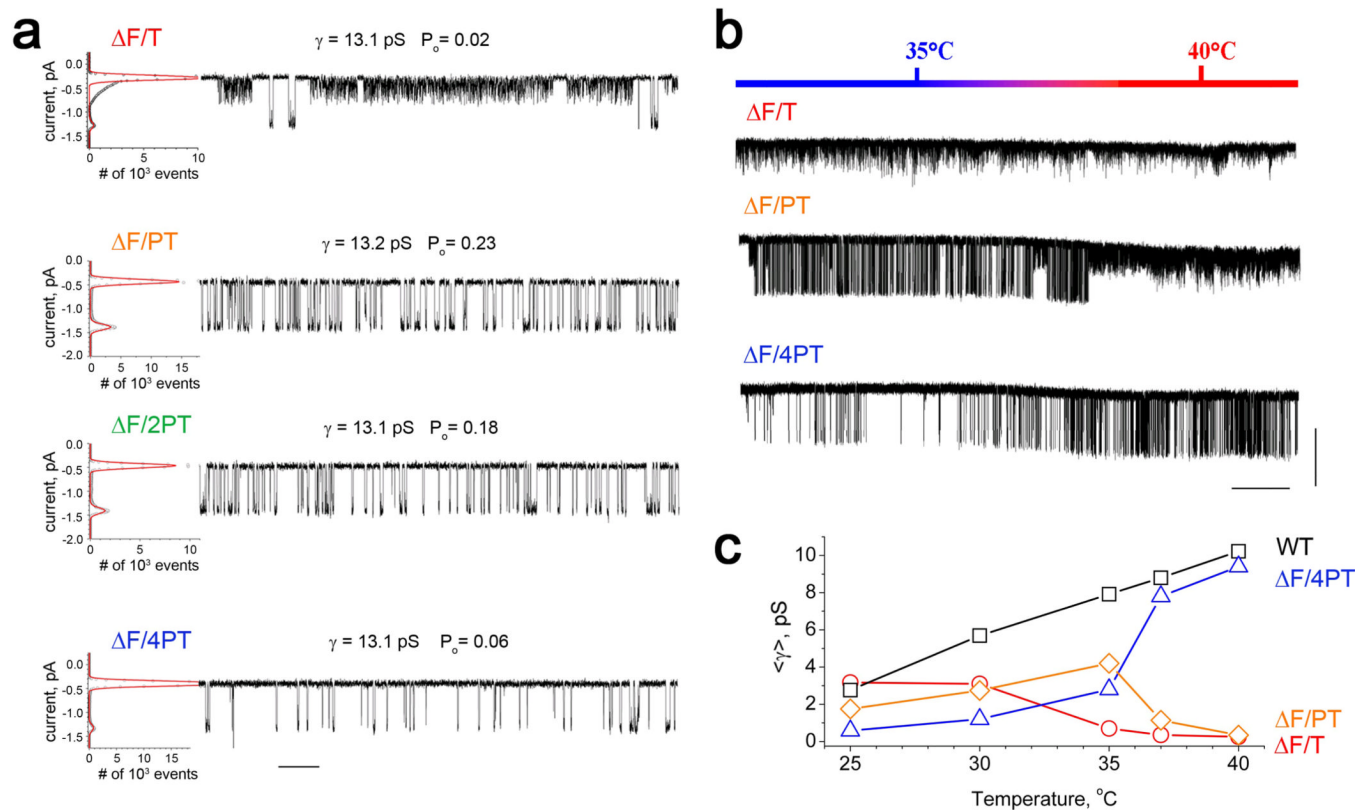 a
ΔF/T
γ = 13.1 pS Po = 0.02
current, pA
0.0
-0.5
-1.0
-1.5
0 5 10
# of 10³ events
ΔF/PT
γ = 13.2 pS Po = 0.23
current, pA
0.0
-0.5
-1.0
-1.5
-2.0
0 5 10 15
# of 10³ events
ΔF/2PT
γ = 13.1 pS Po = 0.18
current, pA
0.0
-0.5
-1.0
-1.5
-2.0
0 5 10
# of 10³ events
ΔF/4PT
γ = 13.1 pS Po = 0.06
current, pA
0.0
-0.5
-1.0
-1.5
0 5 10 15
# of 10³ events
b
35°C 40°C
ΔF/T
ΔF/PT
ΔF/4PT
c
<γ>, pS
10
8
6
4
2
0
25 30 35 40
Temperature, °C
WT
ΔF/4PT
ΔF/PT
ΔF/T